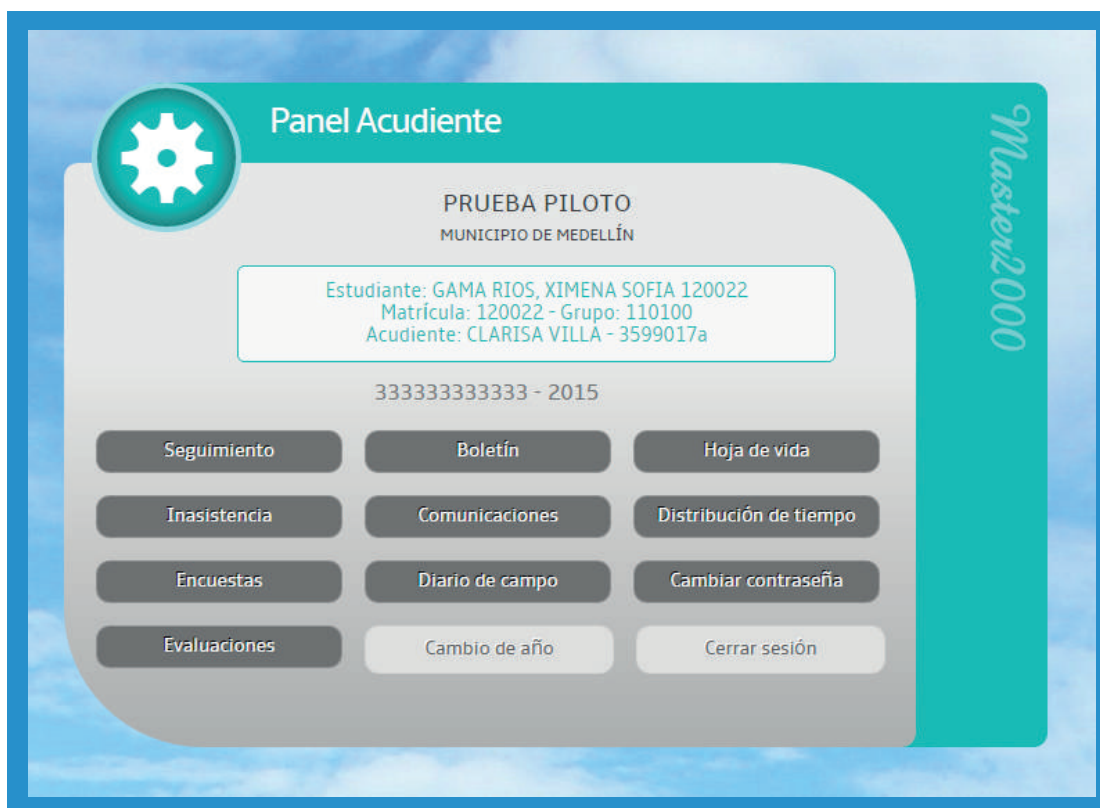 Panel Acudiente
Master2000
PRUEBA PILOTO
MUNICIPIO DE MEDELLÍN
Estudiante: GAMA RIOS, XIMENA SOFIA 120022
Matrícula: 120022 - Grupo: 110100
Acudiente: CLARISA VILLA - 3599017a
333333333333 - 2015
Seguimiento Boletín Hoja de vida
Inasistencia Comunicaciones Distribución de tiempo
Encuestas Diario de campo Cambiar contraseña
Evaluaciones Cambio de año Cerrar sesión